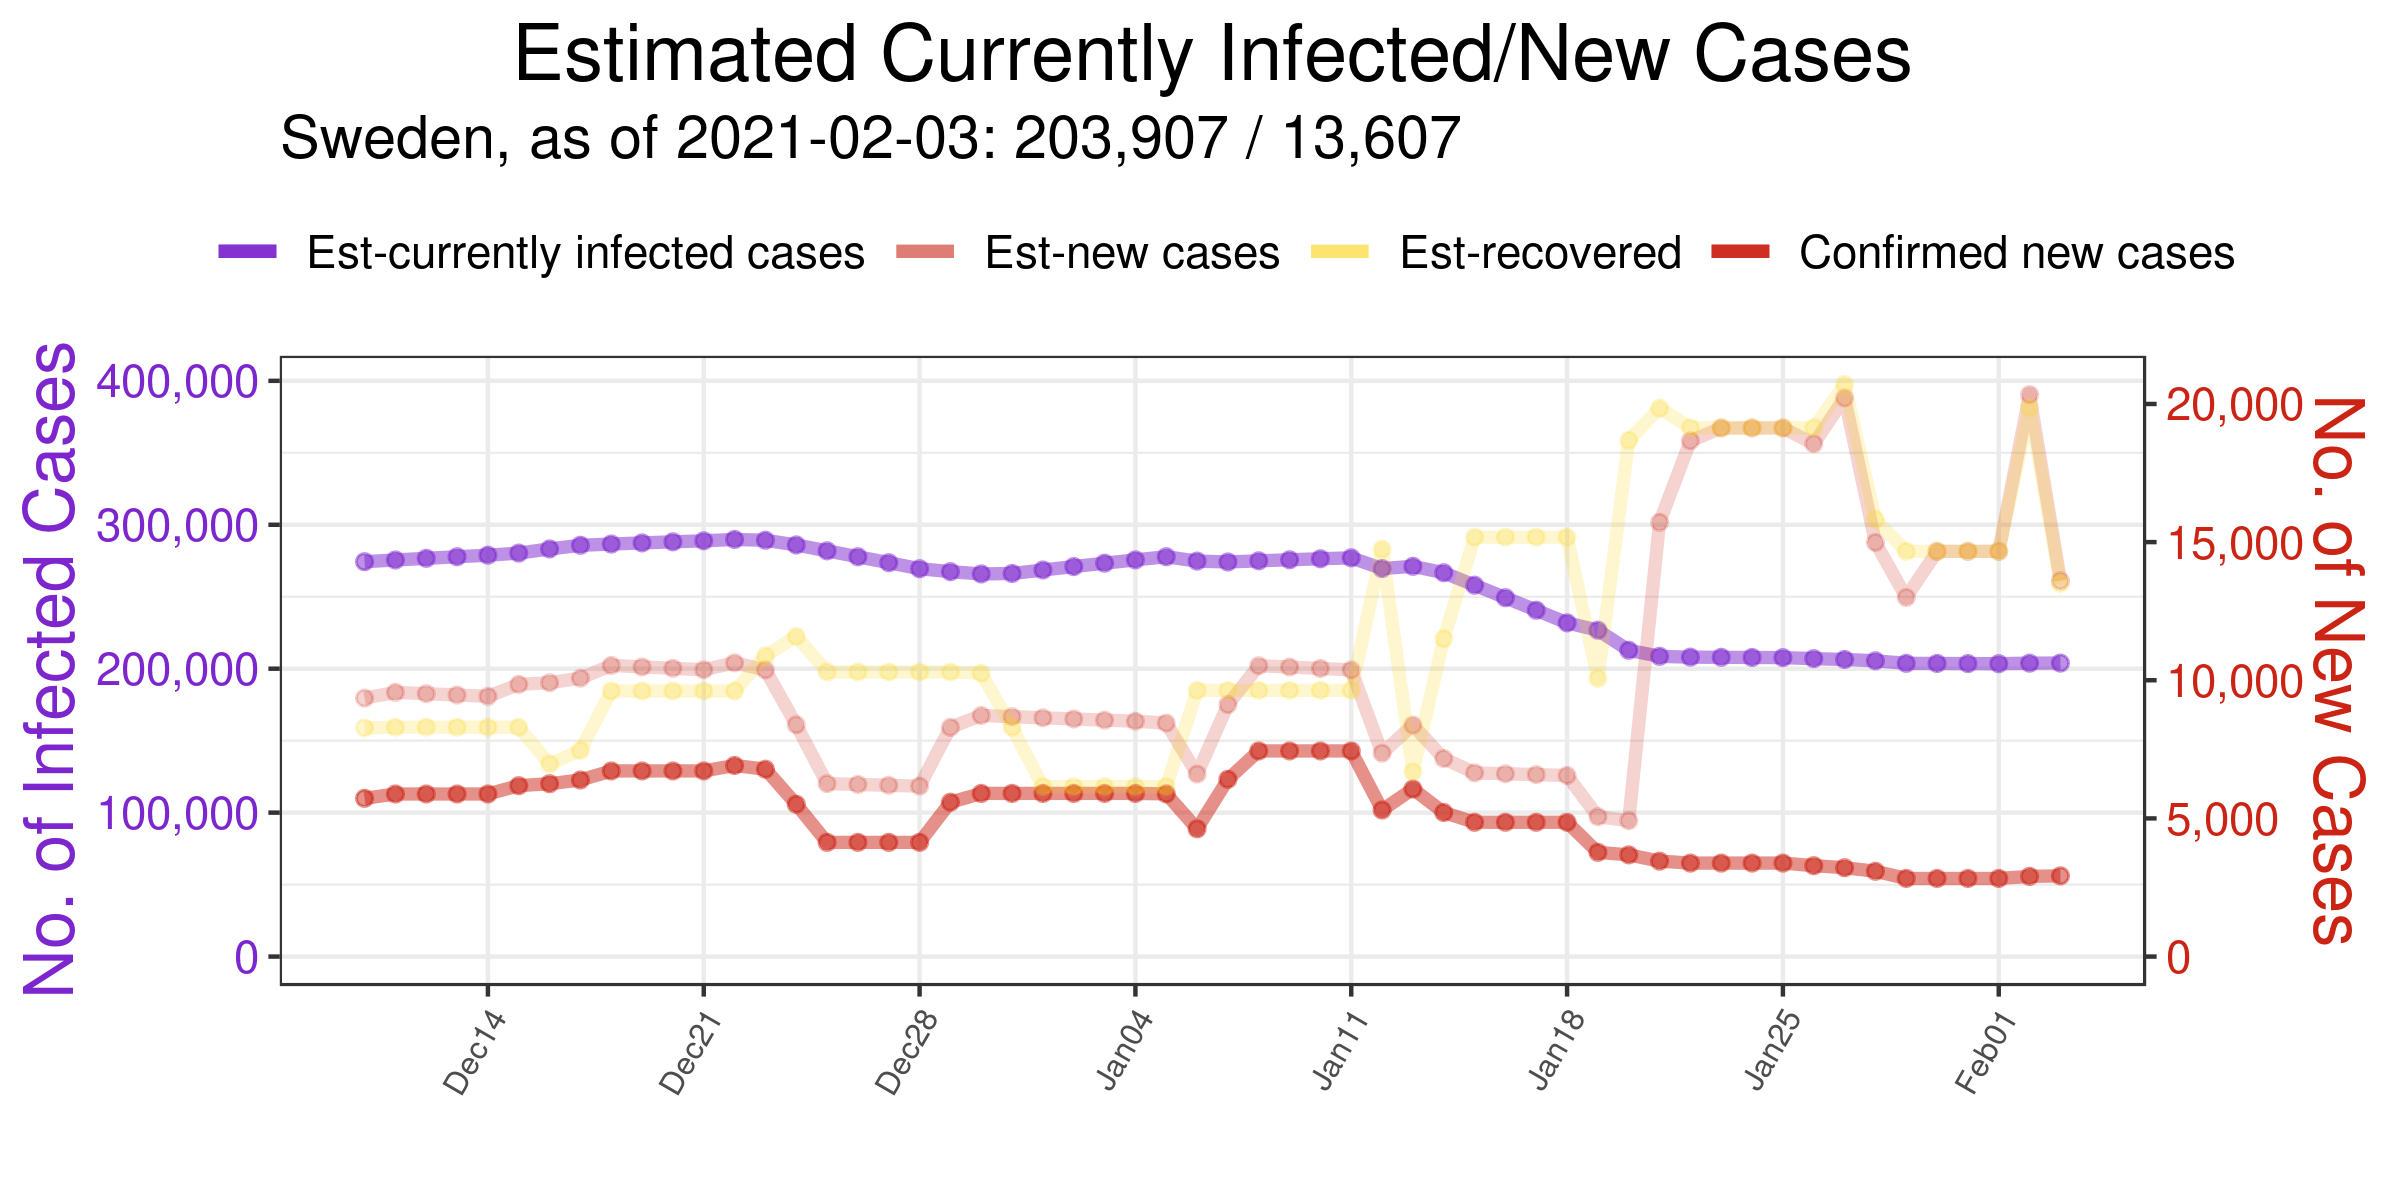 Estimated Currently Infected/New Cases
Sweden, as of 2021-02-03: 203,907 / 13,607
Est-currently infected cases Est-new cases Est-recovered Confirmed new cases
No. of Infected Cases
400,000
300,000
200,000
100,000
0
20,000
15,000
10,000
5,000
0
No. of New Cases
Dec14 Dec21 Dec28 Jan04 Jan11 Jan18 Jan25 Feb01